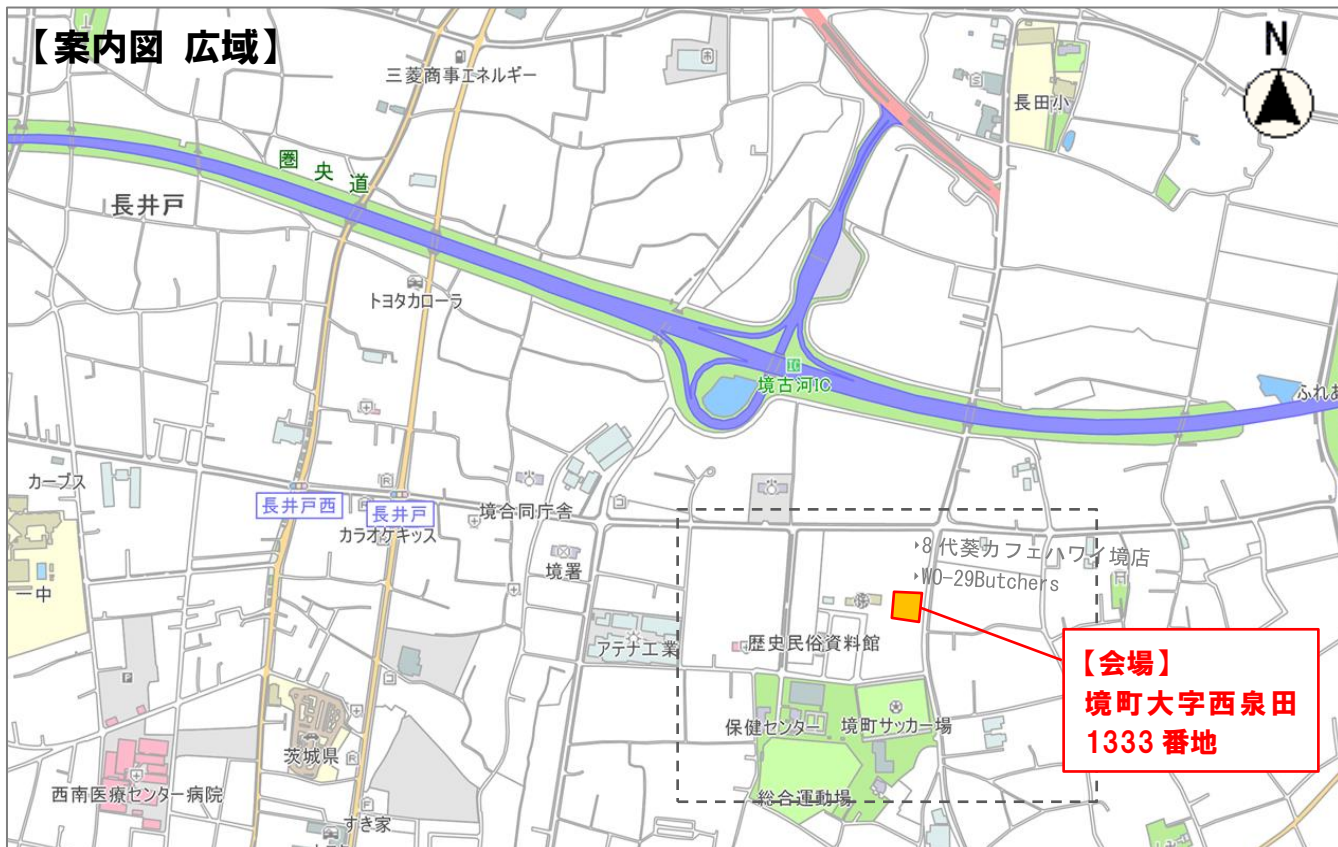 【案内図 広域】
N
三菱商事エネルギー
長田小
圏央道
長井戸
トヨタカローラ
境古河IC
ふれあ
カーブス
長井戸西
長井戸
境合同庁舎
カラオケキッス
8代葵カフェハワイ境店
境署
WO-29Butchers
一中
アテナ工業
歴史民俗資料館
【会場】
境町大字西泉田
1333番地
保健センター
境町サッカー場
茨城県
西南医療センター病院
総合運動場
すき家